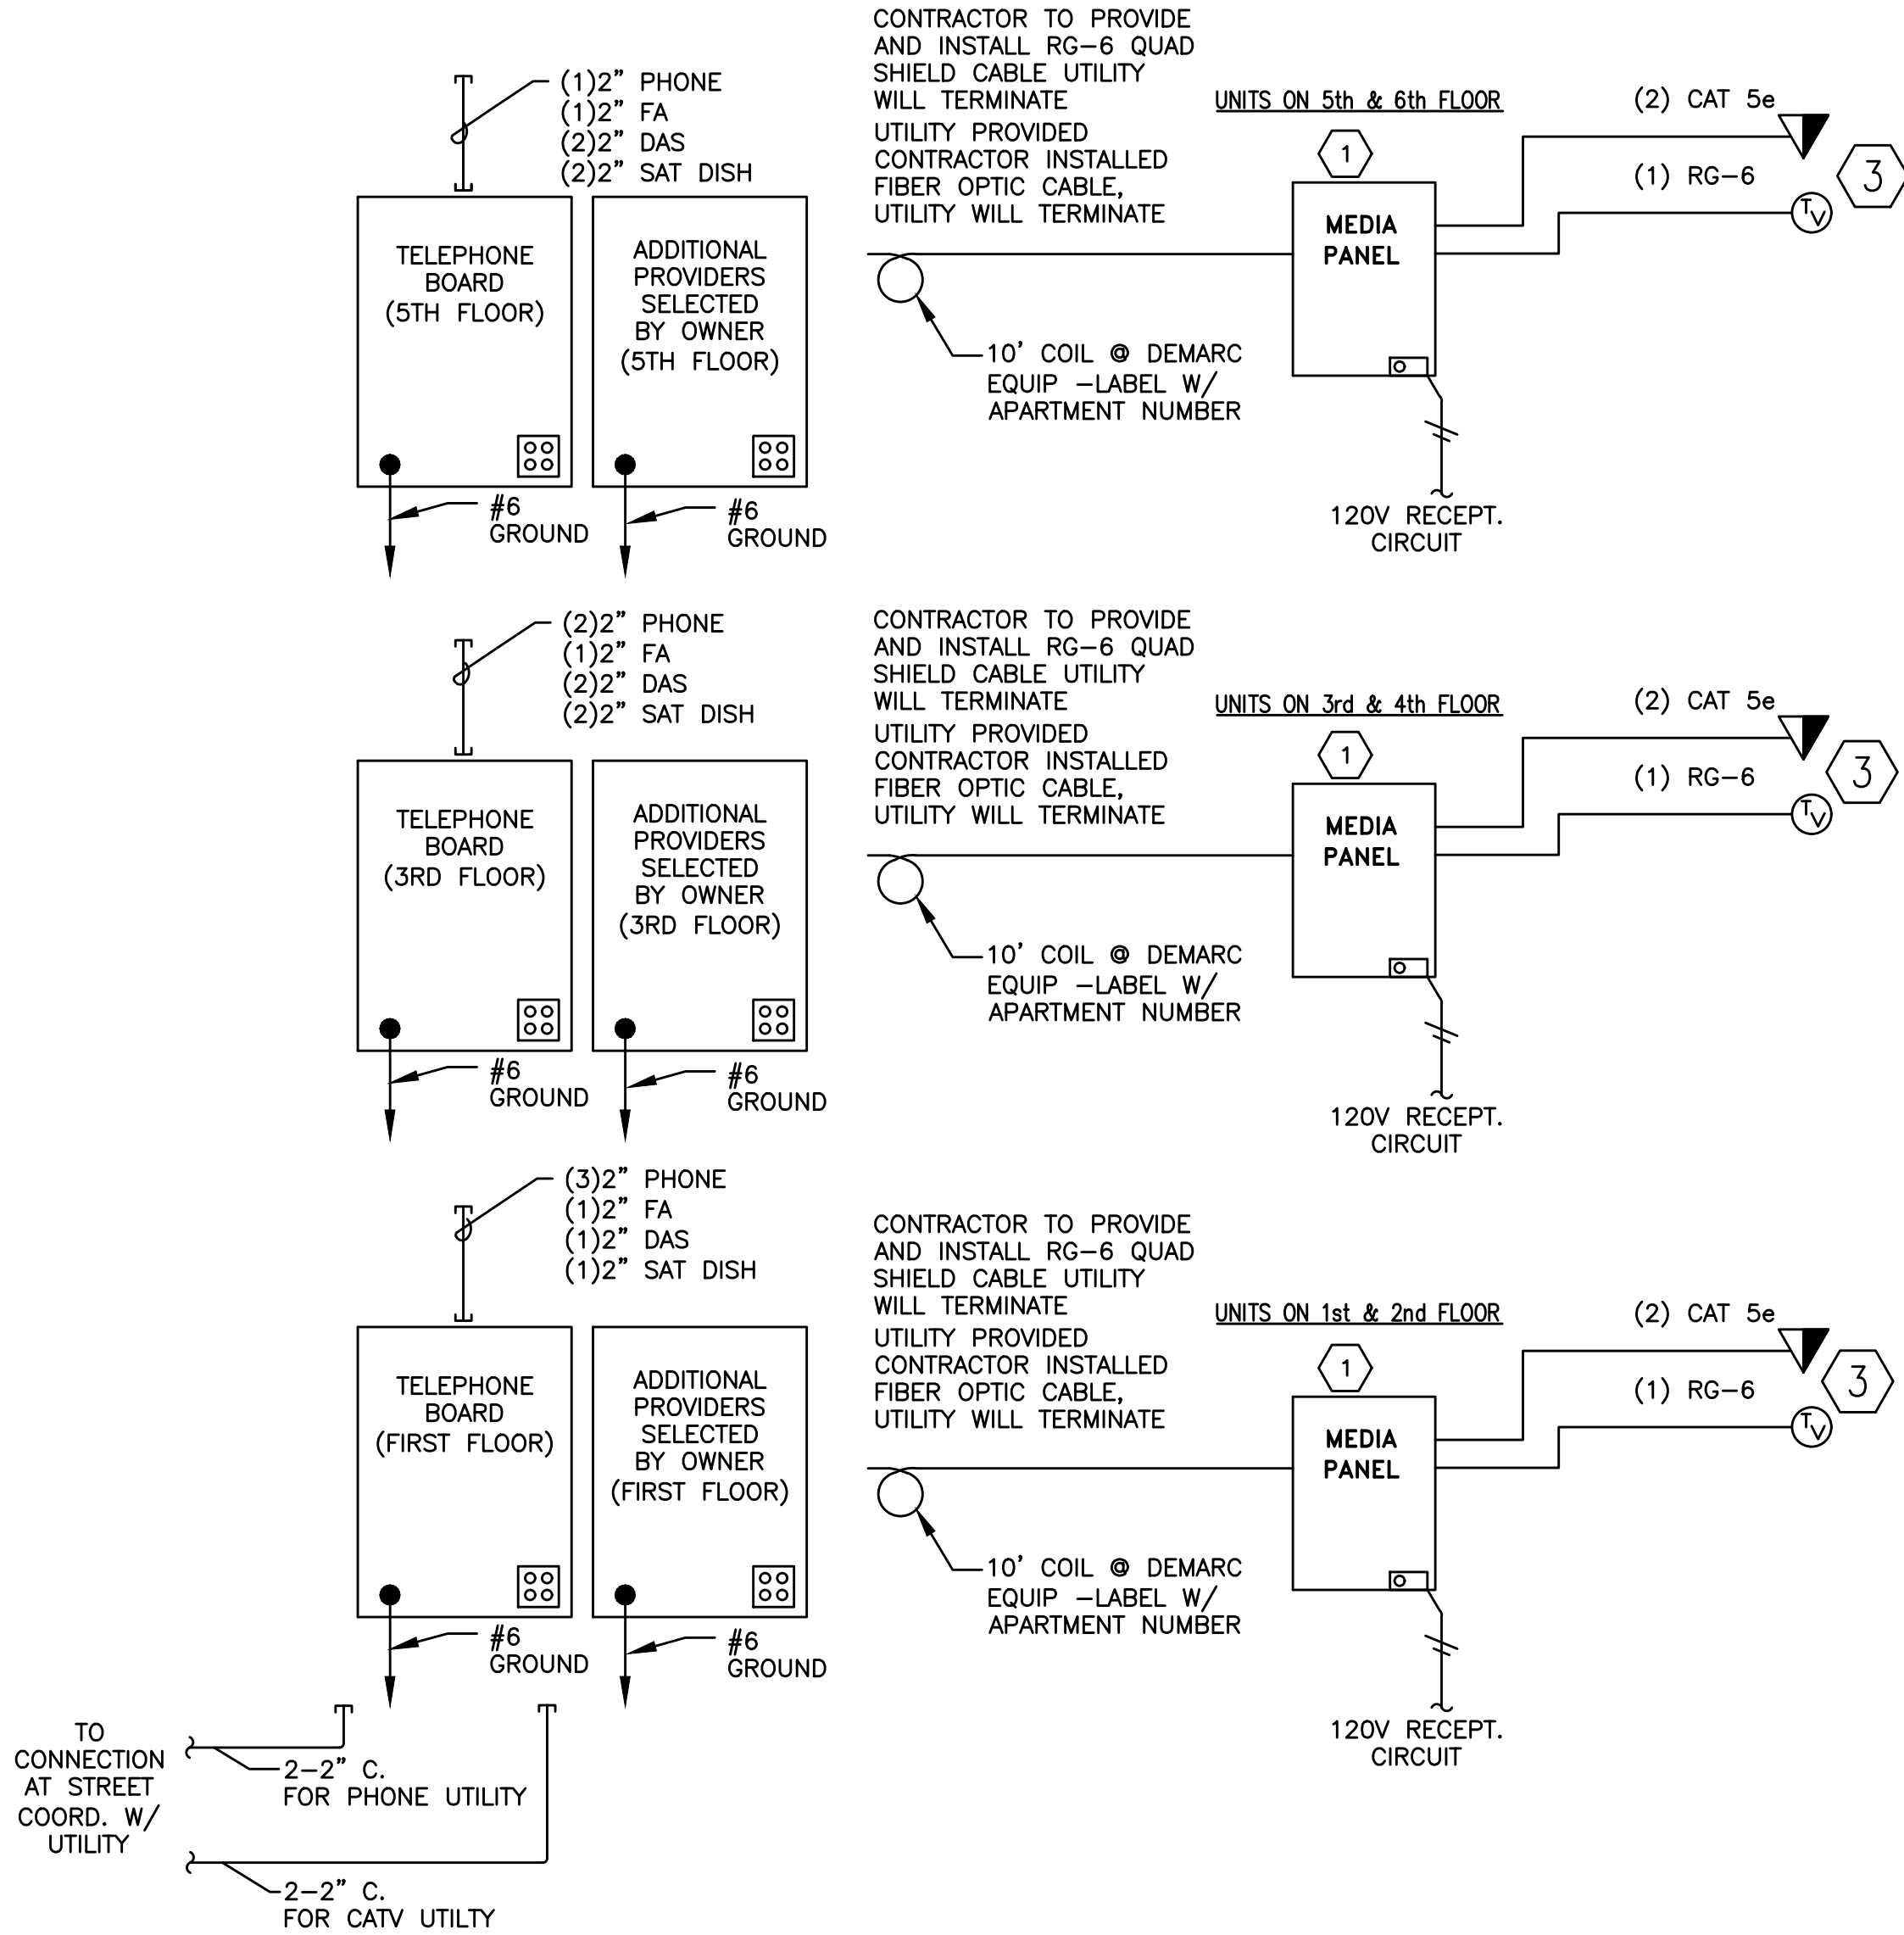 (1)2" PHONE
(1)2" FA
(2)2" DAS
(2)2" SAT DISH
TELEPHONE
BOARD
(5TH FLOOR)
#6
GROUND
ADDITIONAL
PROVIDERS
SELECTED
BY OWNER
(5TH FLOOR)
#6
GROUND
CONTRACTOR TO PROVIDE
AND INSTALL RG-6 QUAD
SHIELD CABLE UTILITY
WILL TERMINATE
UTILITY PROVIDED
CONTRACTOR INSTALLED
FIBER OPTIC CABLE,
UTILITY WILL TERMINATE
10' COIL @ DEMARC
EQUIP -LABEL W/
APARTMENT NUMBER
UNITS ON 5th & 6th FLOOR
1
MEDIA
PANEL
120V RECEPT.
CIRCUIT
(2) CAT 5e
(1) RG-6
3
TV
(2)2" PHONE
(1)2" FA
(2)2" DAS
(2)2" SAT DISH
TELEPHONE
BOARD
(3RD FLOOR)
#6
GROUND
ADDITIONAL
PROVIDERS
SELECTED
BY OWNER
(3RD FLOOR)
#6
GROUND
CONTRACTOR TO PROVIDE
AND INSTALL RG-6 QUAD
SHIELD CABLE UTILITY
WILL TERMINATE
UTILITY PROVIDED
CONTRACTOR INSTALLED
FIBER OPTIC CABLE,
UTILITY WILL TERMINATE
10' COIL @ DEMARC
EQUIP -LABEL W/
APARTMENT NUMBER
UNITS ON 3rd & 4th FLOOR
1
MEDIA
PANEL
120V RECEPT.
CIRCUIT
(2) CAT 5e
(1) RG-6
3
TV
(3)2" PHONE
(1)2" FA
(1)2" DAS
(1)2" SAT DISH
TELEPHONE
BOARD
(FIRST FLOOR)
#6
GROUND
ADDITIONAL
PROVIDERS
SELECTED
BY OWNER
(FIRST FLOOR)
#6
GROUND
CONTRACTOR TO PROVIDE
AND INSTALL RG-6 QUAD
SHIELD CABLE UTILITY
WILL TERMINATE
UTILITY PROVIDED
CONTRACTOR INSTALLED
FIBER OPTIC CABLE,
UTILITY WILL TERMINATE
10' COIL @ DEMARC
EQUIP -LABEL W/
APARTMENT NUMBER
UNITS ON 1st & 2nd FLOOR
1
MEDIA
PANEL
120V RECEPT.
CIRCUIT
(2) CAT 5e
(1) RG-6
3
TV
TO
CONNECTION
AT STREET
COORD. W/
UTILITY
2-2" C.
FOR PHONE UTILITY
2-2" C.
FOR CATV UTILTY